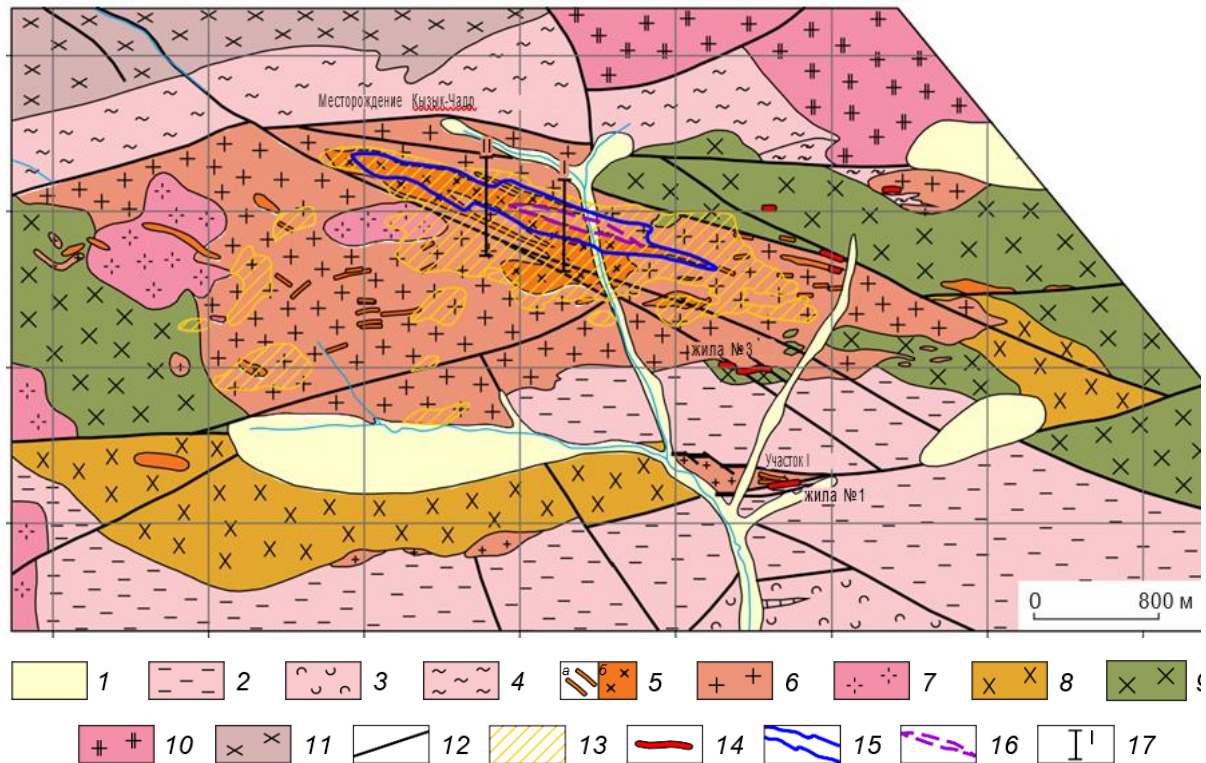 Месторождение Кызык-Чадр
II
I
жила №3
Участок I
жила №1
0 800 м
1 2 3 4 а б 5 6 7 8 9
10 11 12 13 14 15 16 I 17